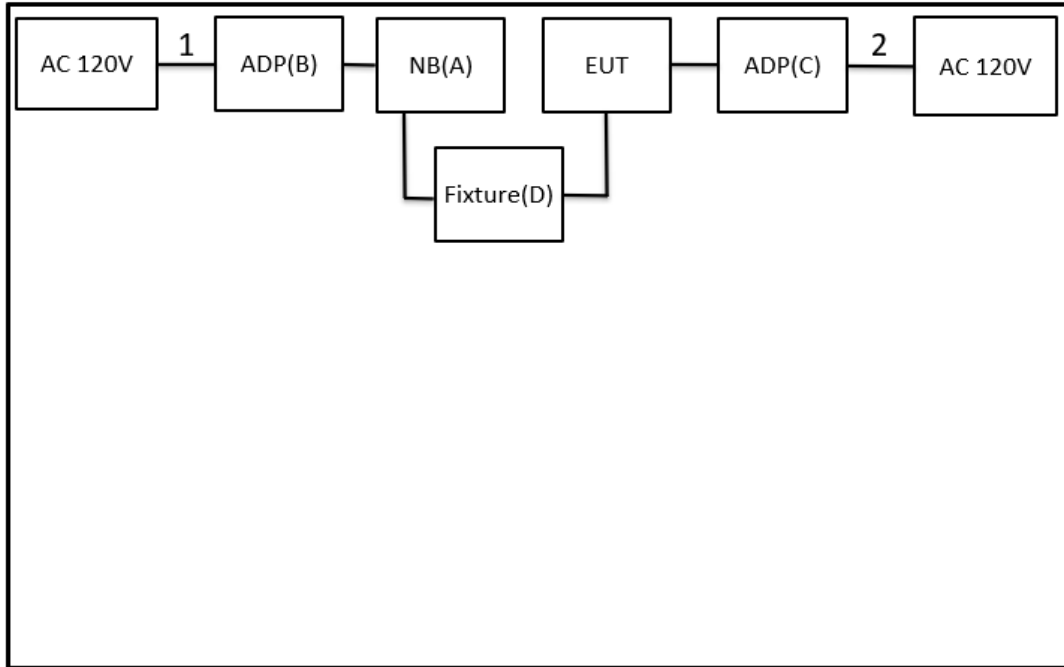 AC 120V
1
ADP(B)
NB(A)
EUT
ADP(C)
2
AC 120V
Fixture(D)